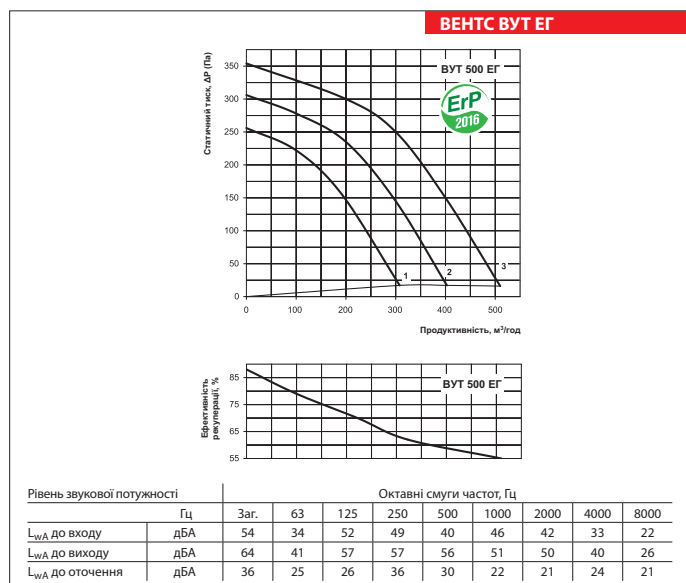 ВЕНТС ВУТ ЕГ
Статичний тиск, ΔP (Па)
350
300
250
200
150
100
50
0
ВУТ 500 ЕГ
ErP
2016
1
2
3
0 100 200 300 400 500
Продуктивність, м³/год
Ефективність
рекуперації, %
85
75
65
55
ВУТ 500 ЕГ
Рівень звукової потужності Октавні смуги частот, Гц
Гц Заг. 63 125 250 500 1000 2000 4000 8000
LwA до входу дБА 54 34 52 49 40 46 42 33 22
LwA до виходу дБА 64 41 57 57 56 51 50 40 26
LwA до оточення дБА 36 25 26 36 30 22 21 24 21